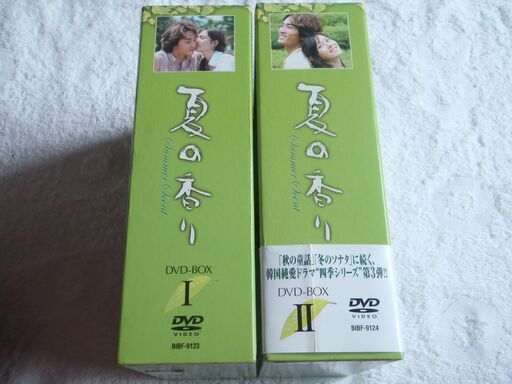 夏の香り
Summer Scent
DVD-BOX
I
DVD
VIDEO
BIBF-9123
夏の香り
Summer Scent
「秋の童話」「冬のソナタ」に続く、
韓国純愛ドラマ“四季シリーズ”第3弾!!
DVD-BOX
II
DVD
VIDEO
BIBF-9124